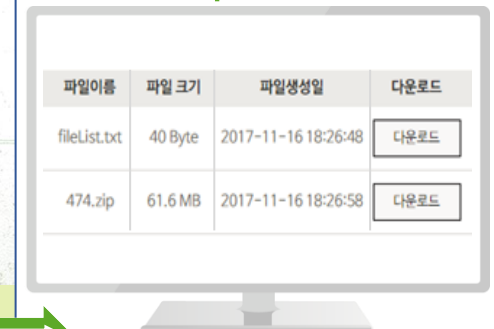 파일이름 파일 크기 파일생성일 다운로드
fileList.txt 40 Byte 2017-11-16 18:26:48 다운로드
474.zip 61.6 MB 2017-11-16 18:26:58 다운로드